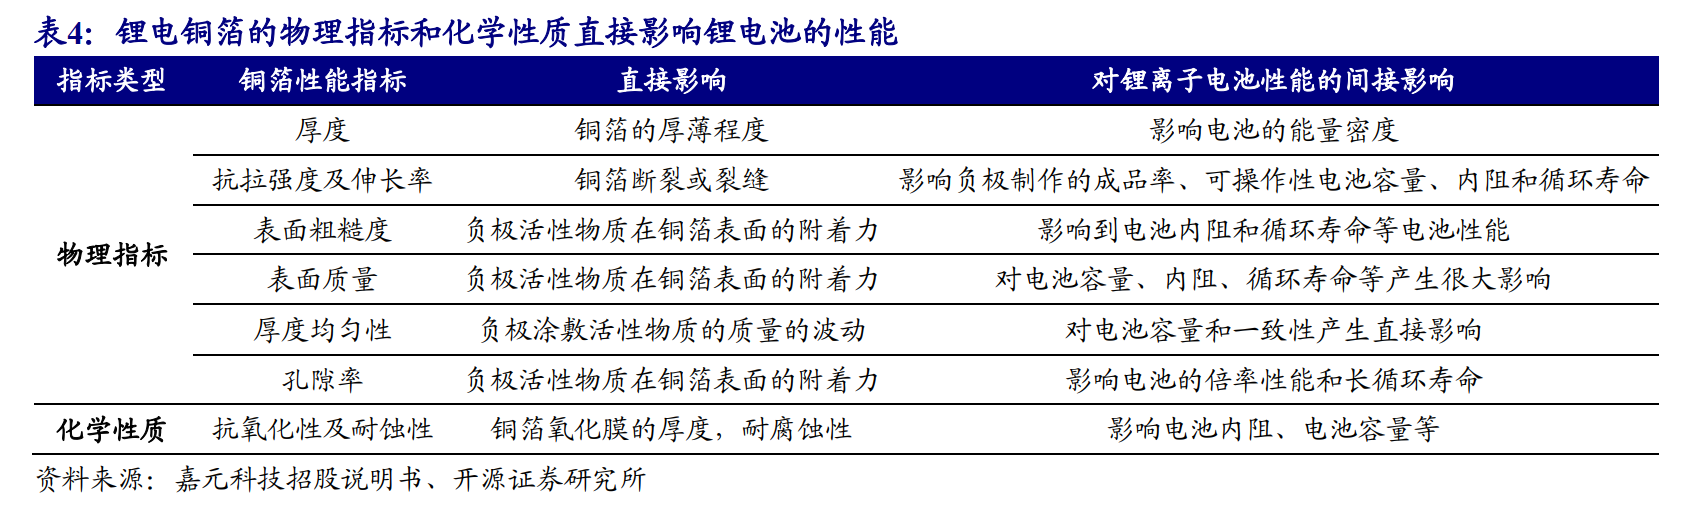 表4：锂电铜箔的物理指标和化学性质直接影响锂电池的性能
指标类型 铜箔性能指标 直接影响 对锂离子电池性能的间接影响
厚度 铜箔的厚薄程度 影响电池的能量密度
抗拉强度及伸长率 铜箔断裂或裂缝 影响负极制作的成品率、可操作性电池容量、内阻和循环寿命
表面粗糙度 负极活性物质在铜箔表面的附着力 影响到电池内阻和循环寿命等电池性能
物理指标
表面质量 负极活性物质在铜箔表面的附着力 对电池容量、内阻、循环寿命等产生很大影响
厚度均匀性 负极涂敷活性物质的质量的波动 对电池容量和一致性产生直接影响
孔隙率 负极活性物质在铜箔表面的附着力 影响电池的倍率性能和长循环寿命
化学性质 抗氧化性及耐蚀性 铜箔氧化膜的厚度，耐腐蚀性 影响电池内阻、电池容量等
资料来源：嘉元科技招股说明书、开源证券研究所